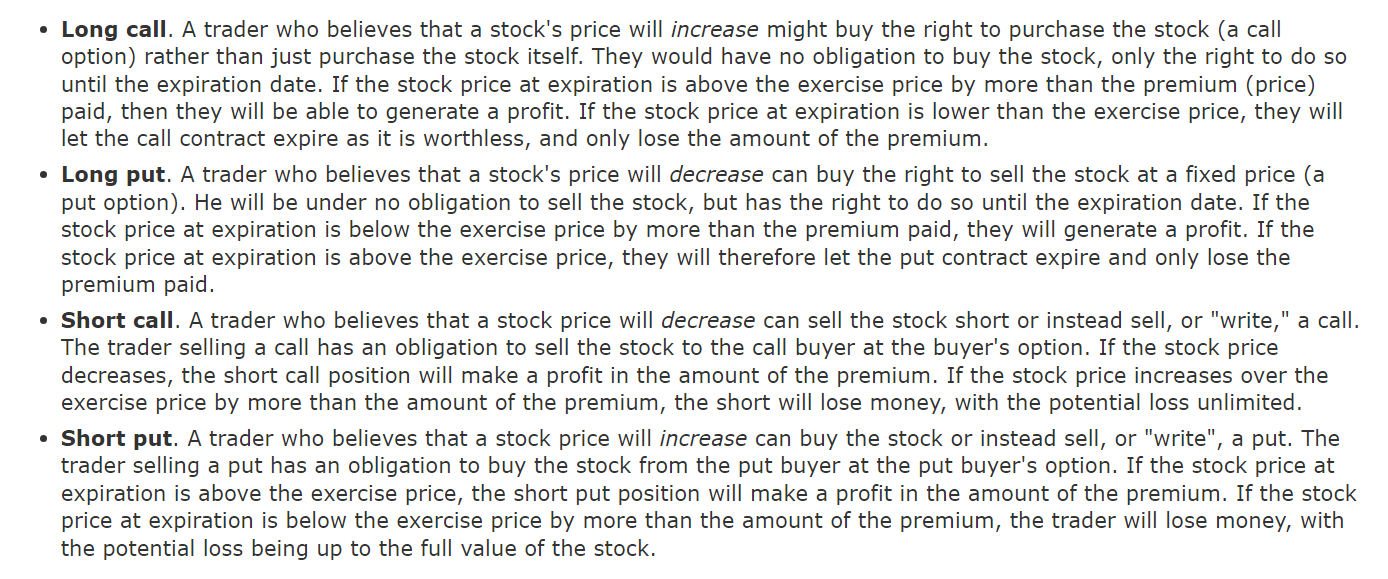 • Long call. A trader who believes that a stock's price will increase might buy the right to purchase the stock (a call
option) rather than just purchase the stock itself. They would have no obligation to buy the stock, only the right to do so
until the expiration date. If the stock price at expiration is above the exercise price by more than the premium (price)
paid, then they will be able to generate a profit. If the stock price at expiration is lower than the exercise price, they will
let the call contract expire as it is worthless, and only lose the amount of the premium.
• Long put. A trader who believes that a stock's price will decrease can buy the right to sell the stock at a fixed price (a
put option). He will be under no obligation to sell the stock, but has the right to do so until the expiration date. If the
stock price at expiration is below the exercise price by more than the premium paid, they will generate a profit. If the
stock price at expiration is above the exercise price, they will therefore let the put contract expire and only lose the
premium paid.
• Short call. A trader who believes that a stock price will decrease can sell the stock short or instead sell, or "write," a call.
The trader selling a call has an obligation to sell the stock to the call buyer at the buyer's option. If the stock price
decreases, the short call position will make a profit in the amount of the premium. If the stock price increases over the
exercise price by more than the amount of the premium, the short will lose money, with the potential loss unlimited.
• Short put. A trader who believes that a stock price will increase can buy the stock or instead sell, or "write", a put. The
trader selling a put has an obligation to buy the stock from the put buyer at the put buyer's option. If the stock price at
expiration is above the exercise price, the short put position will make a profit in the amount of the premium. If the stock
price at expiration is below the exercise price by more than the amount of the premium, the trader will lose money, with
the potential loss being up to the full value of the stock.